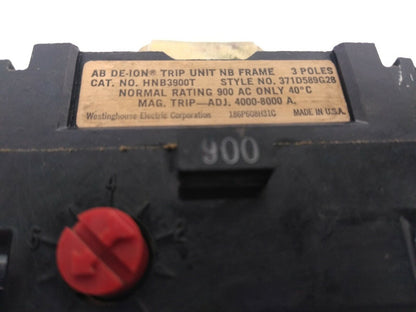 AB DE-ION® TRIP UNIT NB FRAME 3 POLES
CAT. NO. HNB3900T STYLE NO. 371D589G28
NORMAL RATING 900 AC ONLY 40°C
MAG. TRIP—ADJ. 4000-8000 A.
Westinghouse Electric Corporation 186P608H31C MADE IN U.S.A.
900